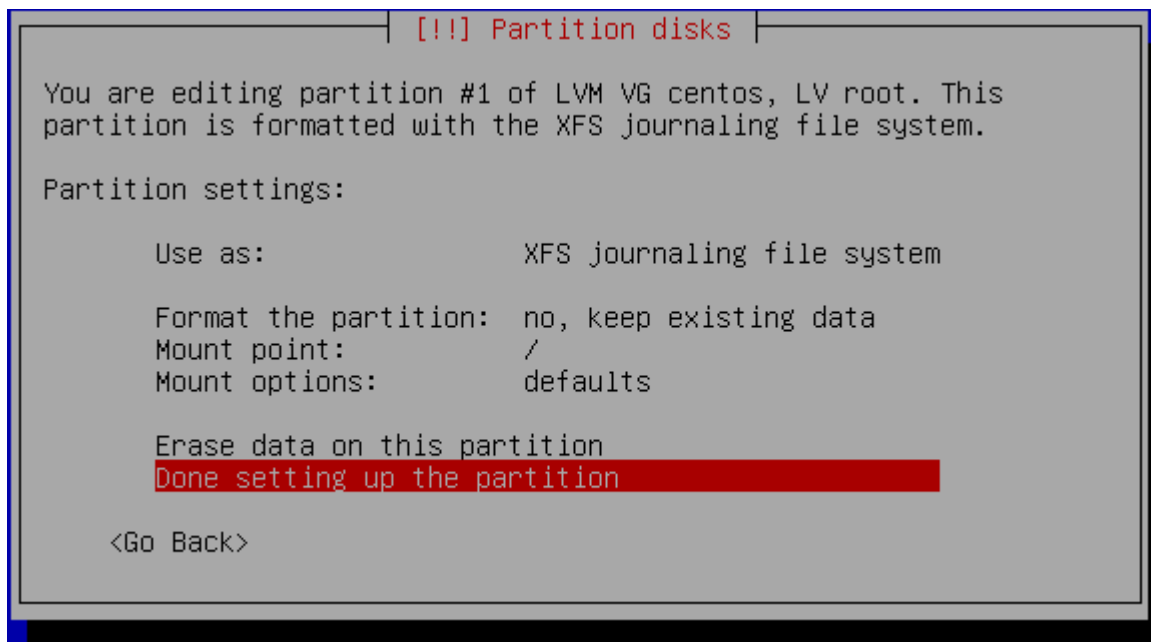 [!!] Partition disks
You are editing partition #1 of LVM VG centos, LV root. This
partition is formatted with the XFS journaling file system.
Partition settings:
Use as: XFS journaling file system
Format the partition: no, keep existing data
Mount point: /
Mount options: defaults
Erase data on this partition
Done setting up the partition
<Go Back>